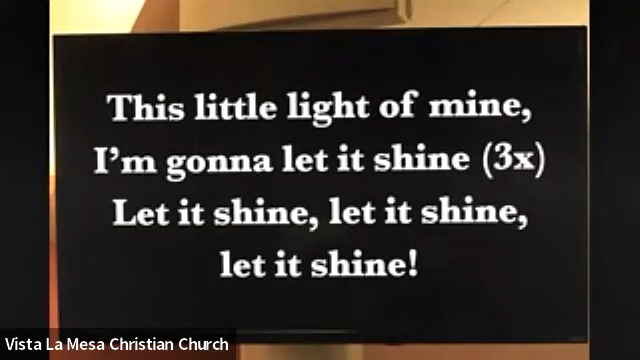 This little light of mine,
I'm gonna let it shine (3x)
Let it shine, let it shine,
let it shine!
Vista La Mesa Christian Church